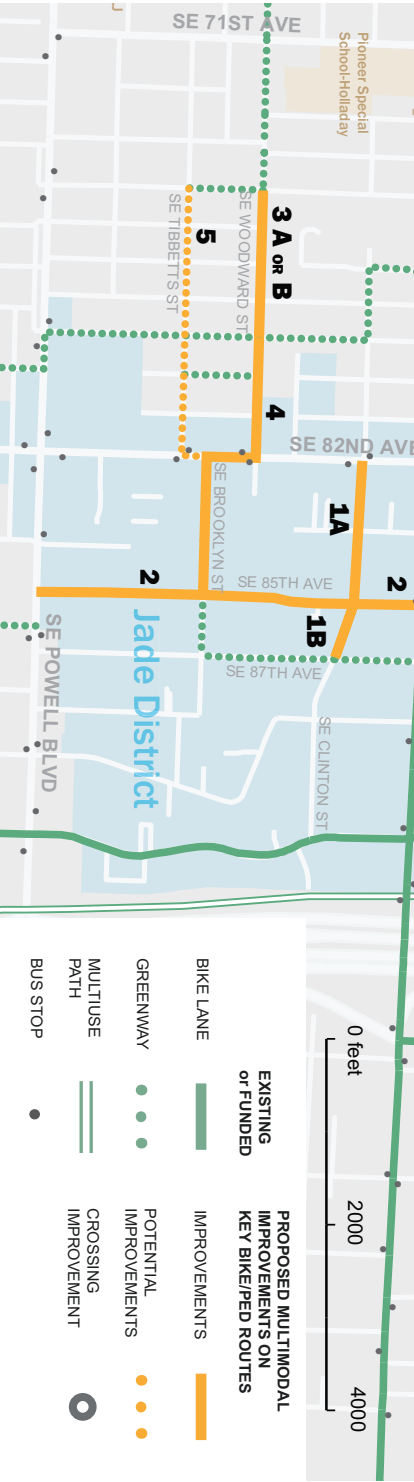 SE 71ST AVE
Pioneer Special
School-Holladay
3 A OR B
SE WOODWARD ST
5
SE TIBBETTS ST
4
SE 82ND AVE
1A
SE BROOKLYN ST
2
SE 85TH AVE
2
1B
Jade District
SE POWELL BLVD
SE 87TH AVE
SE CLINTON ST
0 feet
2000
4000
EXISTING
or FUNDED
BIKE LANE
GREENWAY
MULTIUSE
PATH
BUS STOP
PROPOSED MULTIMODAL
IMPROVEMENTS ON
KEY BIKE/PED ROUTES
IMPROVEMENTS
POTENTIAL
IMPROVEMENTS
CROSSING
IMPROVEMENT